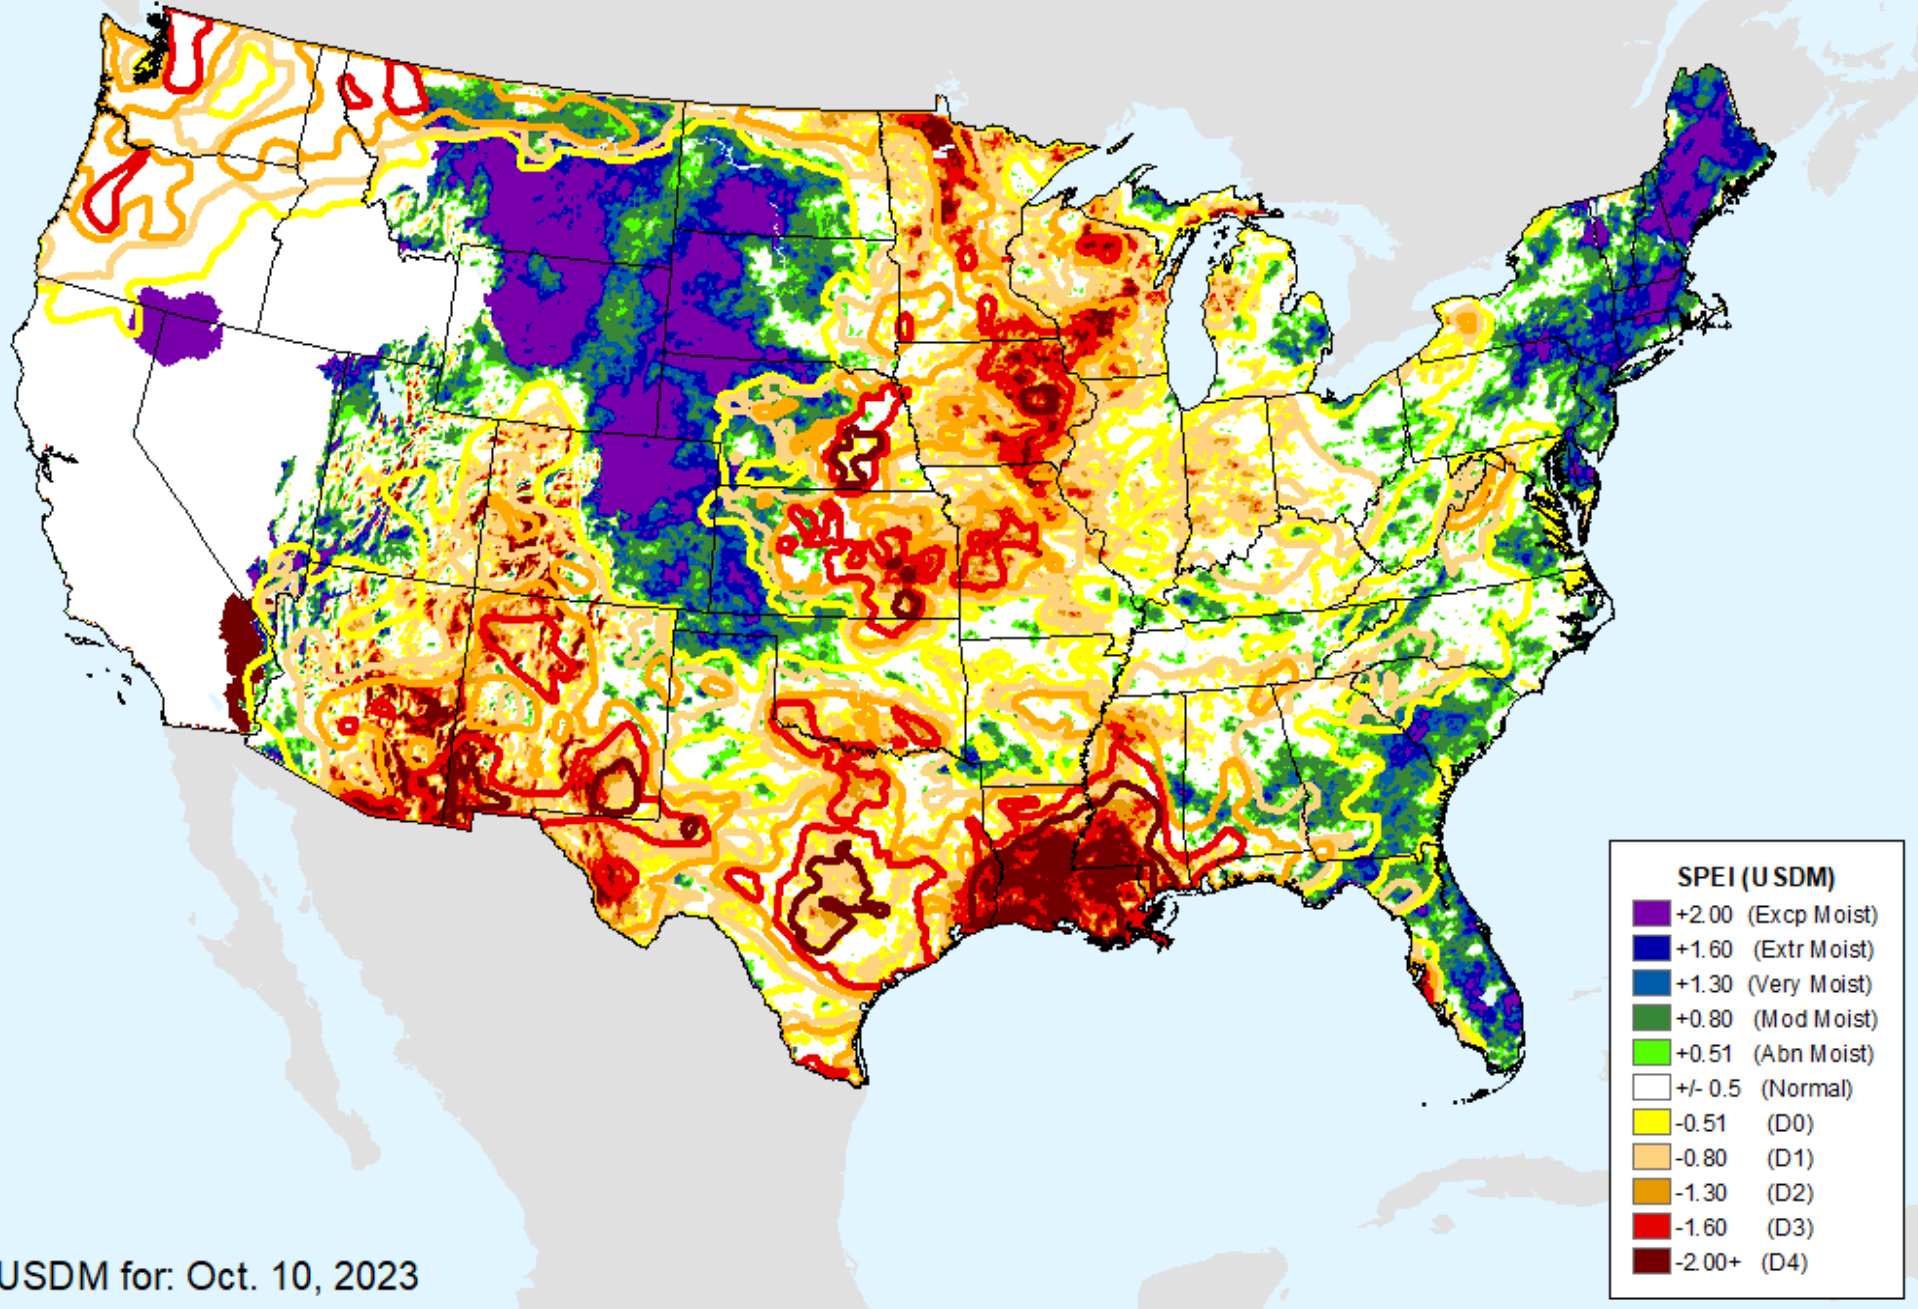 SPEI (USDM)
+2.00 (Excp Moist)
+1.60 (Extr Moist)
+1.30 (Very Moist)
+0.80 (Mod Moist)
+0.51 (Abn Moist)
+/- 0.5 (Normal)
-0.51 (D0)
-0.80 (D1)
-1.30 (D2)
-1.60 (D3)
-2.00+ (D4)
USDM for: Oct. 10, 2023